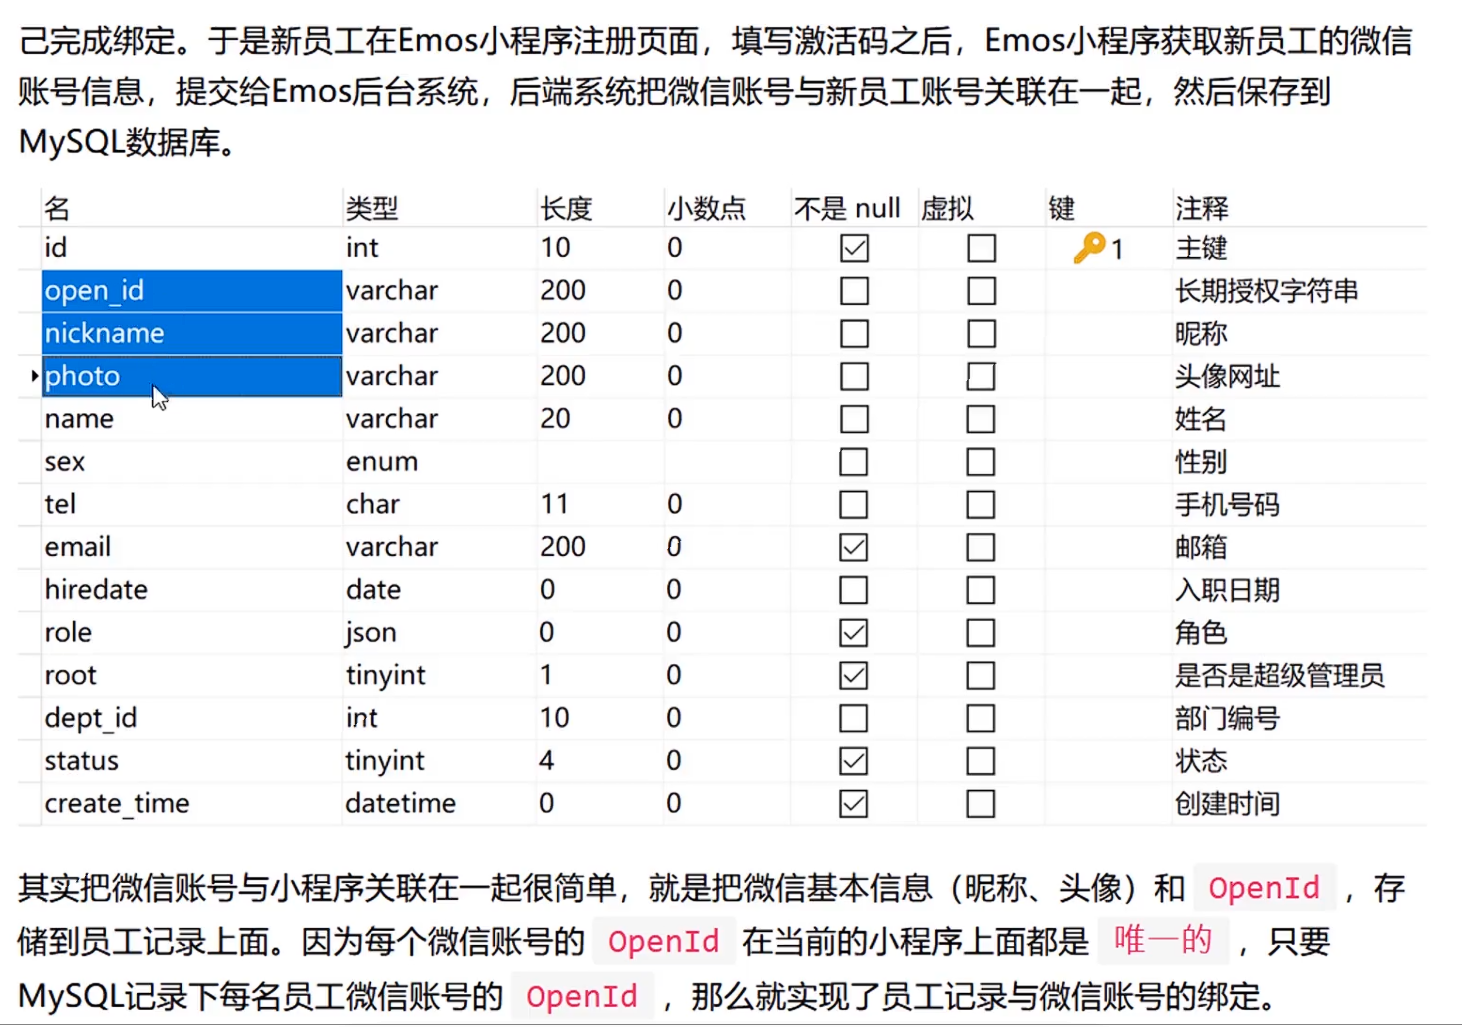 己完成绑定。于是新员工在Emos小程序注册页面，填写激活码之后，Emos小程序获取新员工的微信
账号信息，提交给Emos后台系统，后端系统把微信账号与新员工账号关联在一起，然后保存到
MySQL数据库。
名 类型 长度 小数点 不是 null 虚拟 键 注释
id int 10 0 1 主键
open_id varchar 200 0 长期授权字符串
nickname varchar 200 0 昵称
photo varchar 200 0 头像网址
name varchar 20 0 姓名
sex enum 性别
tel char 11 0 手机号码
email varchar 200 0 邮箱
hiredate date 0 0 入职日期
role json 0 0 角色
root tinyint 1 0 是否是超级管理员
dept_id int 10 0 部门编号
status tinyint 4 0 状态
create_time datetime 0 0 创建时间
其实把微信账号与小程序关联在一起很简单，就是把微信基本信息（昵称、头像）和 OpenId ，存
储到员工记录上面。因为每个微信账号的 OpenId 在当前的小程序上面都是 唯一的 ，只要
MySQL记录下每名员工微信账号的 OpenId ，那么就实现了员工记录与微信账号的绑定。